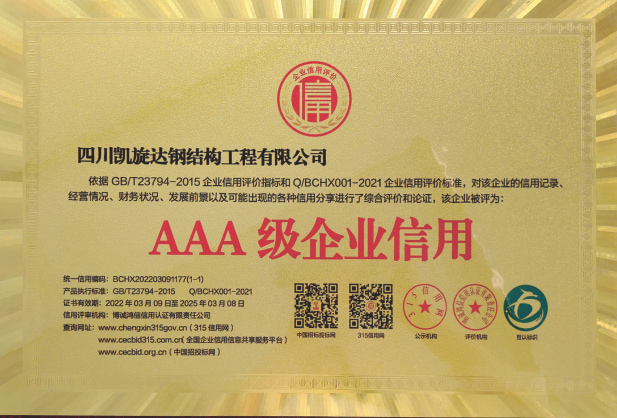 企业信用评价
信用
四川凯旋达钢结构工程有限公司
依据 GB/T23794-2015 企业信用评价指标和 Q/BCHX001-2021 企业信用评价标准，对该企业的信用记录、
经营情况、财务状况、发展前景以及可能出现的各种信用分享进行了综合评价和论证，该企业被评为：
AAA 级企业信用
统一信用编码：BCHX202203091177(1-1)
产品执行标准：GB/T23794-2015 Q/BCHX001-2021
证书有效期：2022 年 03 月 09 日至 2025 年 03 月 08 日
信用评审机构：博诚鸿信信用认证有限责任公司
查询网址：www.chengxin315gov.cn（315 信用网）
www.cecbid315.com.cn（全国企业信用信息共享服务平台）
www.cecbid.org.cn（中国招投标网）
中国招标投标网
315信用网
315信用网
公示机构
评价机构
互认标识